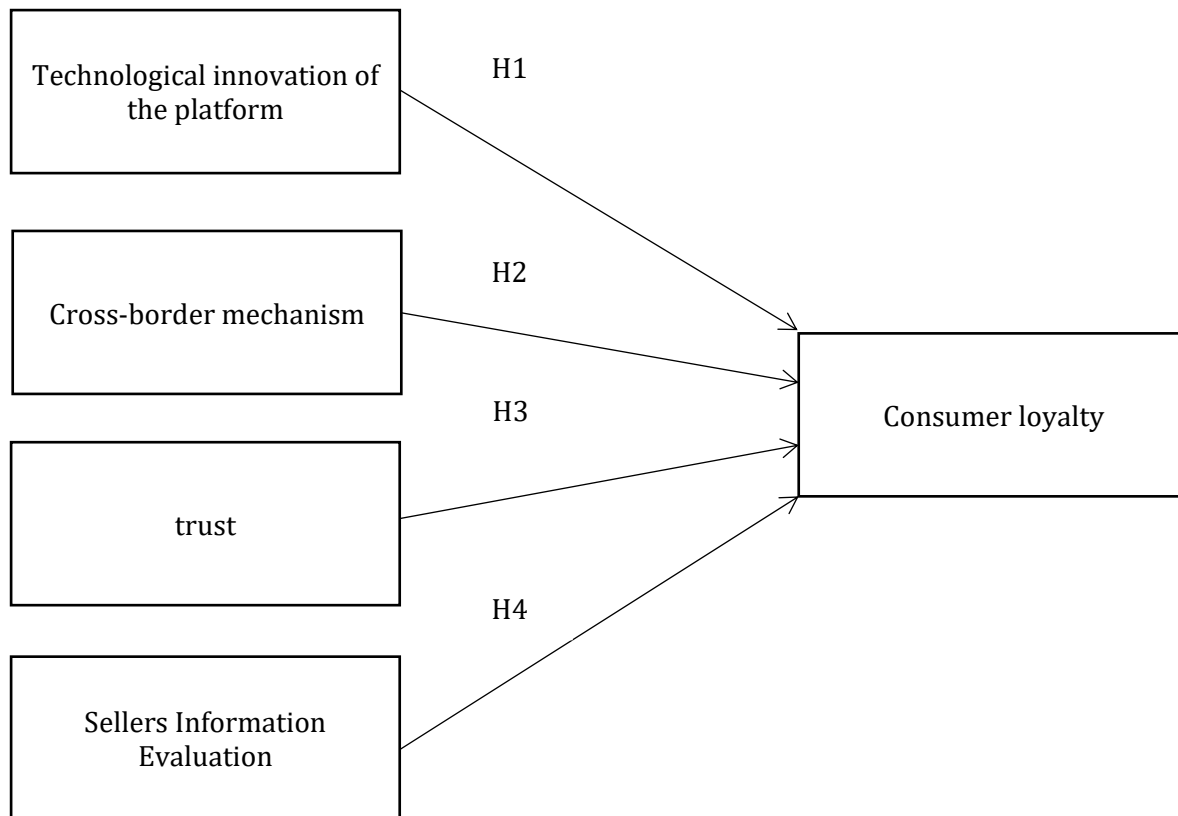 H1
Technological innovation of
the platform
H2
Cross-border mechanism
H3
Consumer loyalty
trust
H4
Sellers Information
Evaluation